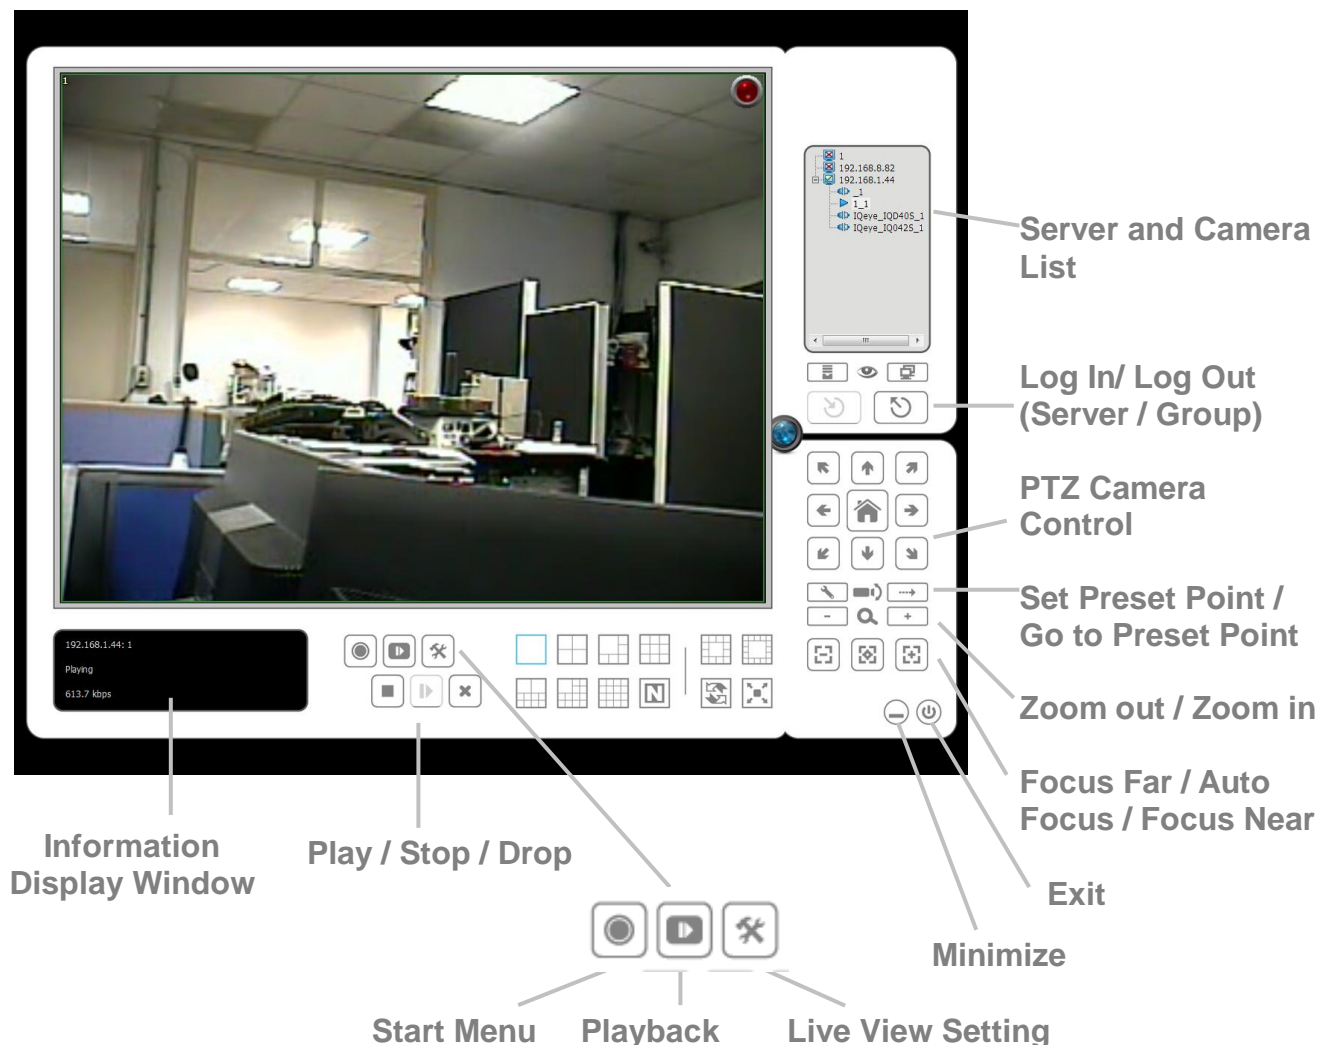 1
1
192.168.8.82
192.168.1.44
_1
1_1
IQeye_IQD40S_1
IQeye_IQ042S_1
Server and Camera
List
Log In/ Log Out
(Server / Group)
PTZ Camera
Control
Set Preset Point /
Go to Preset Point
Zoom out / Zoom in
Focus Far / Auto
Focus / Focus Near
Exit
Minimize
192.168.1.44: 1
Playing
613.7 kbps
N
Information
Display Window
Play / Stop / Drop
Start Menu
Playback
Live View Setting